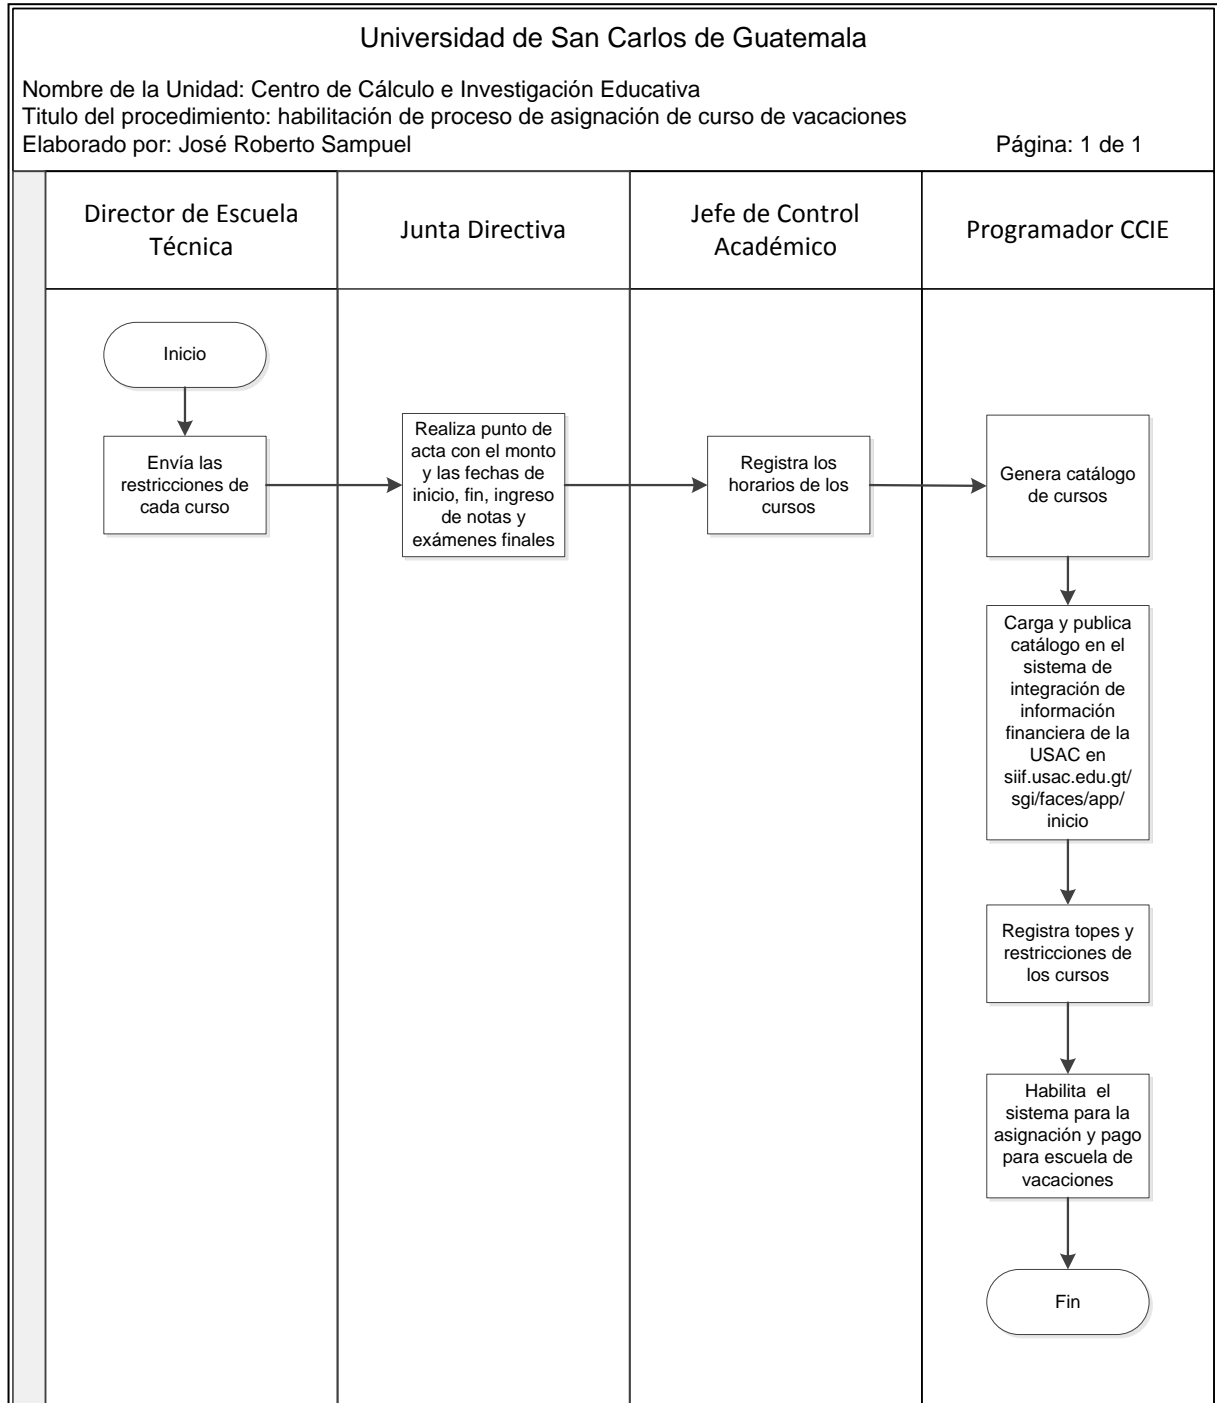 Universidad de San Carlos de Guatemala
Nombre de la Unidad: Centro de Cálculo e Investigación Educativa
Titulo del procedimiento: habilitación de proceso de asignación de curso de vacaciones
Elaborado por: José Roberto Sampuel
Página: 1 de 1
Director de Escuela
Técnica
Junta Directiva
Jefe de Control
Académico
Programador CCIE
Inicio
Envía las
restricciones de
cada curso
Realiza punto de
acta con el monto
y las fechas de
inicio, fin, ingreso
de notas y
exámenes finales
Registra los
horarios de los
cursos
Genera catálogo
de cursos
Carga y publica
catálogo en el
sistema de
integración de
información
financiera de la
USAC en
siif.usac.edu.gt/
sgi/faces/app/
inicio
Registra topes y
restricciones de
los cursos
Habilita  el
sistema para la
asignación y pago
para escuela de
vacaciones
Fin